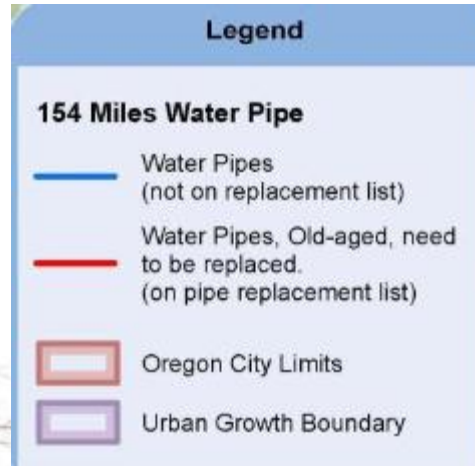 Legend
154 Miles Water Pipe
Water Pipes
(not on replacement list)
Water Pipes, Old-aged, need
to be replaced.
(on pipe replacement list)
Oregon City Limits
Urban Growth Boundary